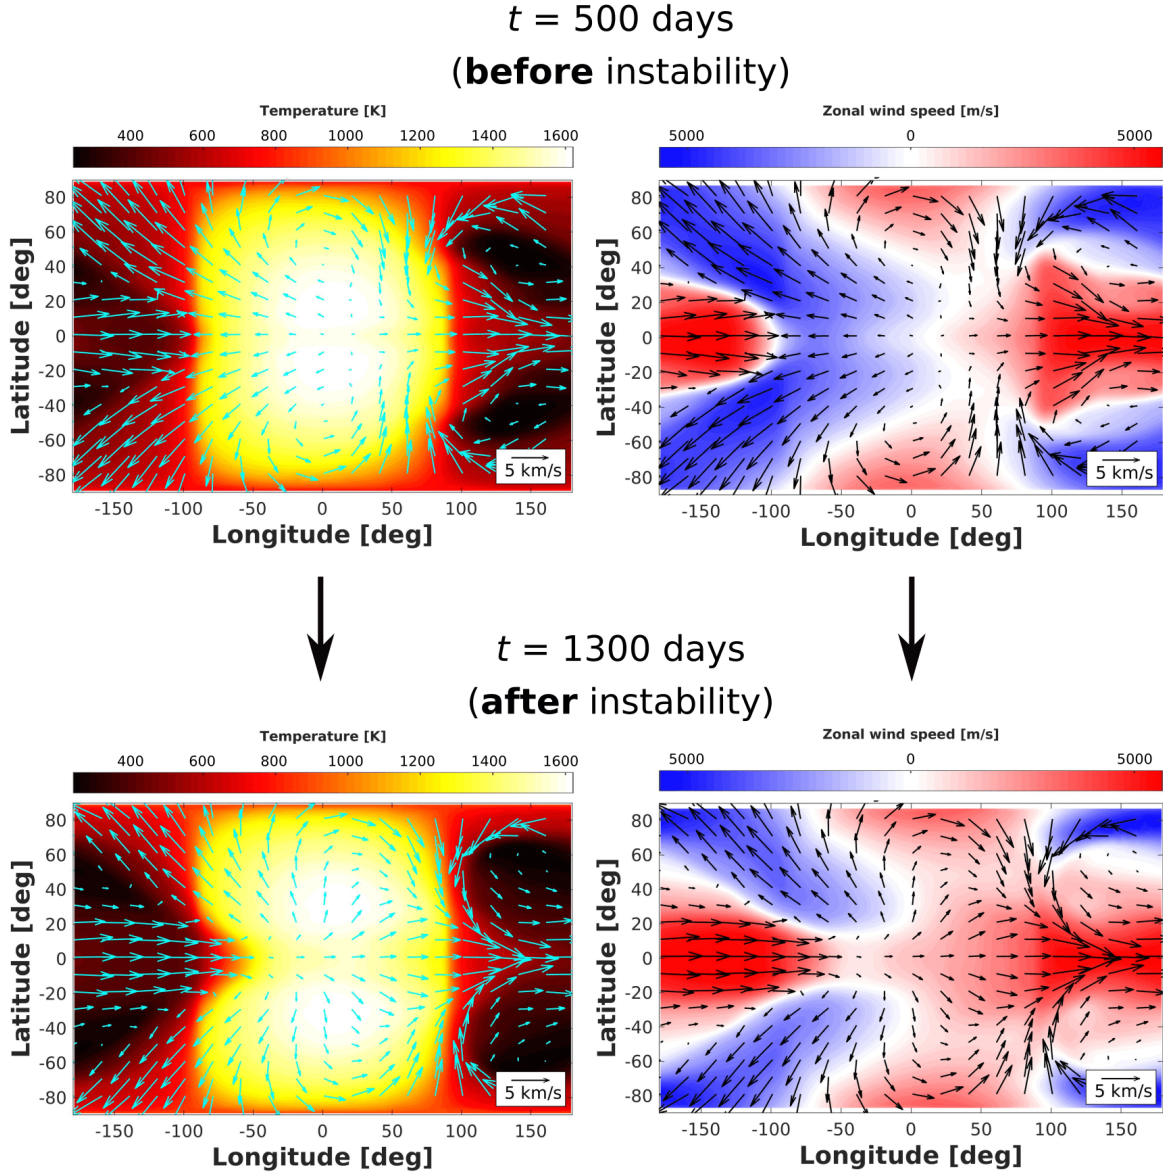 t = 500 days
(before instability)
Temperature [K]
400 600 800 1000 1200 1400 1600
80
60
40
20
0
-20
-40
-60
-80
Latitude [deg]
5 km/s
-150 -100 -50 0 50 100 150
Longitude [deg]
Zonal wind speed [m/s]
5000 0 5000
80
60
40
20
0
-20
-40
-60
-80
Latitude [deg]
5 km/s
-150 -100 -50 0 50 100 150
Longitude [deg]
t = 1300 days
(after instability)
Temperature [K]
400 600 800 1000 1200 1400 1600
80
60
40
20
0
-20
-40
-60
-80
Latitude [deg]
5 km/s
-150 -100 -50 0 50 100 150
Longitude [deg]
Zonal wind speed [m/s]
5000 0 5000
80
60
40
20
0
-20
-40
-60
-80
Latitude [deg]
5 km/s
-150 -100 -50 0 50 100 150
Longitude [deg]